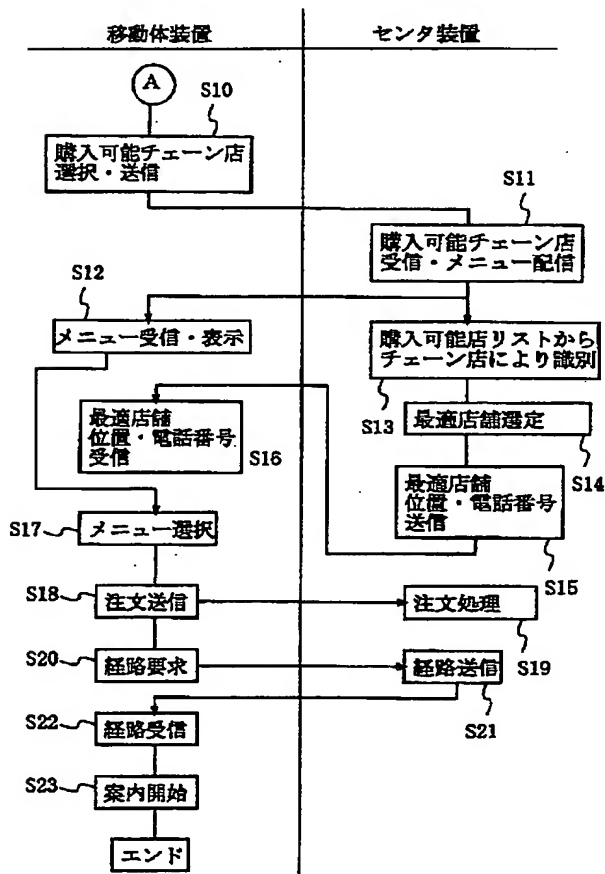 移動体装置
センタ装置
A
S10
購入可能チェーン店
選択・送信
S11
購入可能チェーン店
受信・メニュー配信
S12
メニュー受信・表示
購入可能店リストから
チェーン店により識別
S13
最適店舗選定
S14
最適店舗
位置・電話番号
受信
S16
最適店舗
位置・電話番号
送信
S15
S17
メニュー選択
S18
注文送信
注文処理
S19
S20
経路要求
経路送信
S21
S22
経路受信
S23
案内開始
エンド